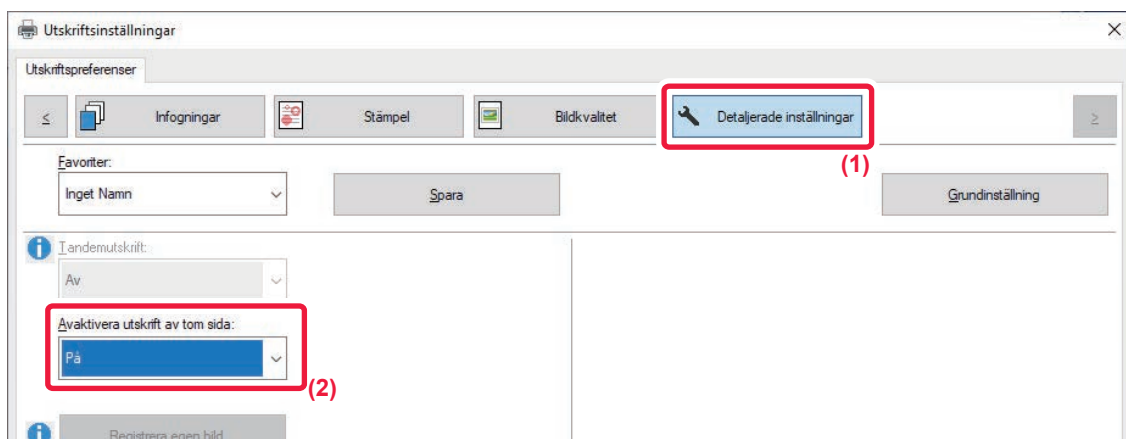 Utskriftsinställningar
Utskriftspreferenser
<
Infogningar
Stämpel
Bildkvalitet
Detaljerade inställningar
>
(1)
Favoriter:
Inget Namn
Spara
Grundinställning
Tandemutskrift:
Av
Avaktivera utskrift av tom sida:
På
(2)
Registrera egen bild